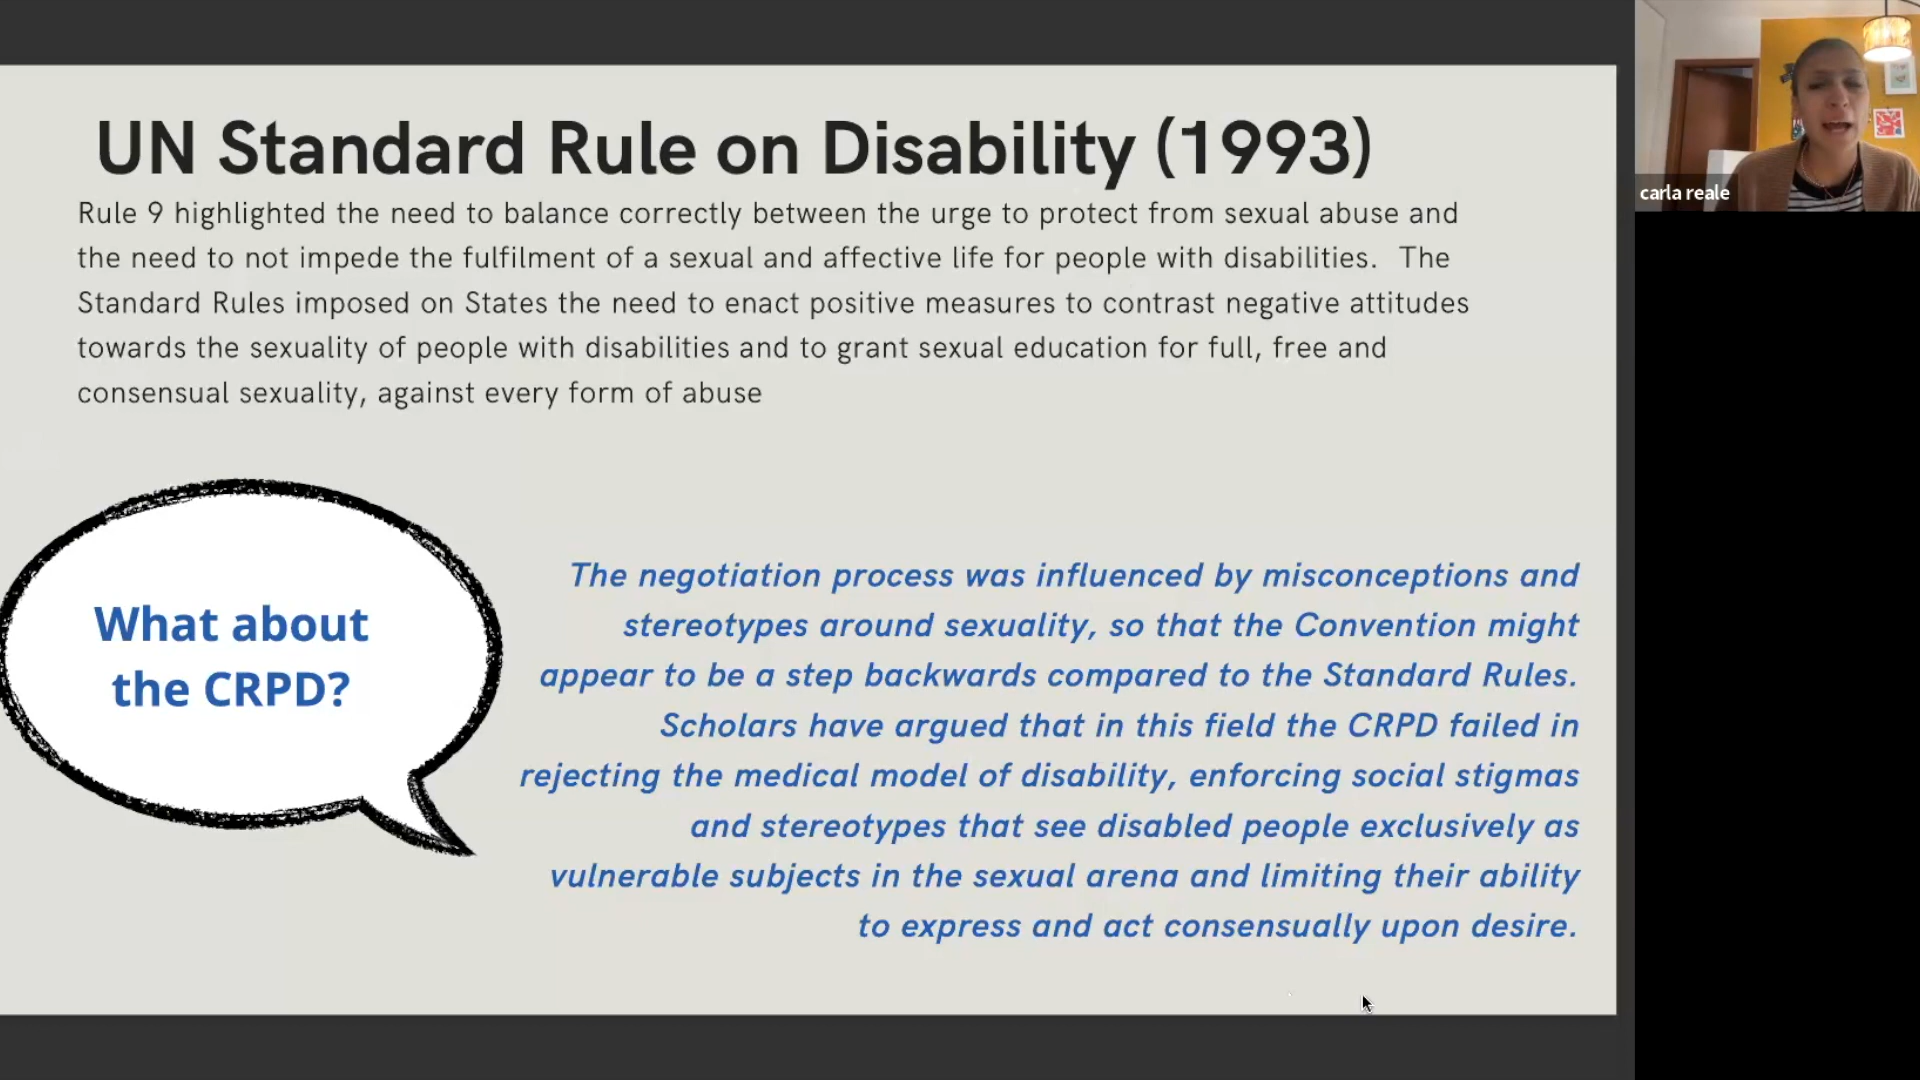 UN Standard Rule on Disability (1993)
Rule 9 highlighted the need to balance correctly between the urge to protect from sexual abuse and
the need to not impede the fulfilment of a sexual and affective life for people with disabilities. The
Standard Rules imposed on States the need to enact positive measures to contrast negative attitudes
towards the sexuality of people with disabilities and to grant sexual education for full, free and
consensual sexuality, against every form of abuse
What about
the CRPD?
The negotiation process was influenced by misconceptions and
stereotypes around sexuality, so that the Convention might
appear to be a step backwards compared to the Standard Rules.
Scholars have argued that in this field the CRPD failed in
rejecting the medical model of disability, enforcing social stigmas
and stereotypes that see disabled people exclusively as
vulnerable subjects in the sexual arena and limiting their ability
to express and act consensually upon desire.
carla reale